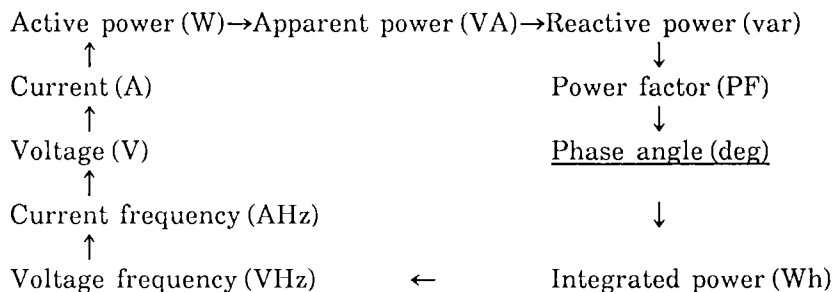 Active power (W)→Apparent power (VA)→Reactive power (var)
↑ ↓
Current (A) Power factor (PF)
↑ ↓
Voltage (V) Phase angle (deg)
↑
Current frequency (AHz) ↓
↑
Voltage frequency (VHz) ← Integrated power (Wh)